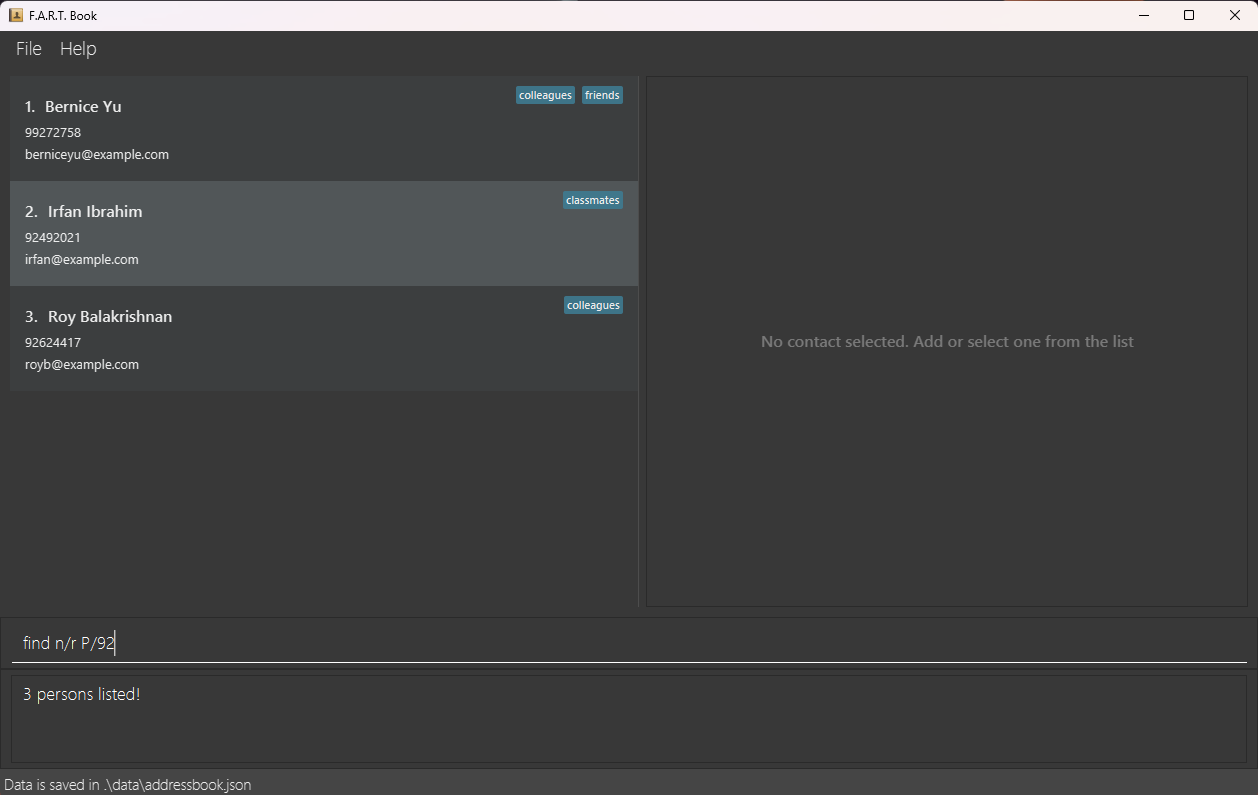 F.A.R.T. Book
File Help
1. Bernice Yu
colleagues friends
99272758
berniceyu@example.com
2. Irfan Ibrahim
classmates
92492021
irfan@example.com
3. Roy Balakrishnan
colleagues
92624417
royb@example.com
No contact selected. Add or select one from the list
find n/r P/92
3 persons listed!
Data is saved in .\data\addressbook.json